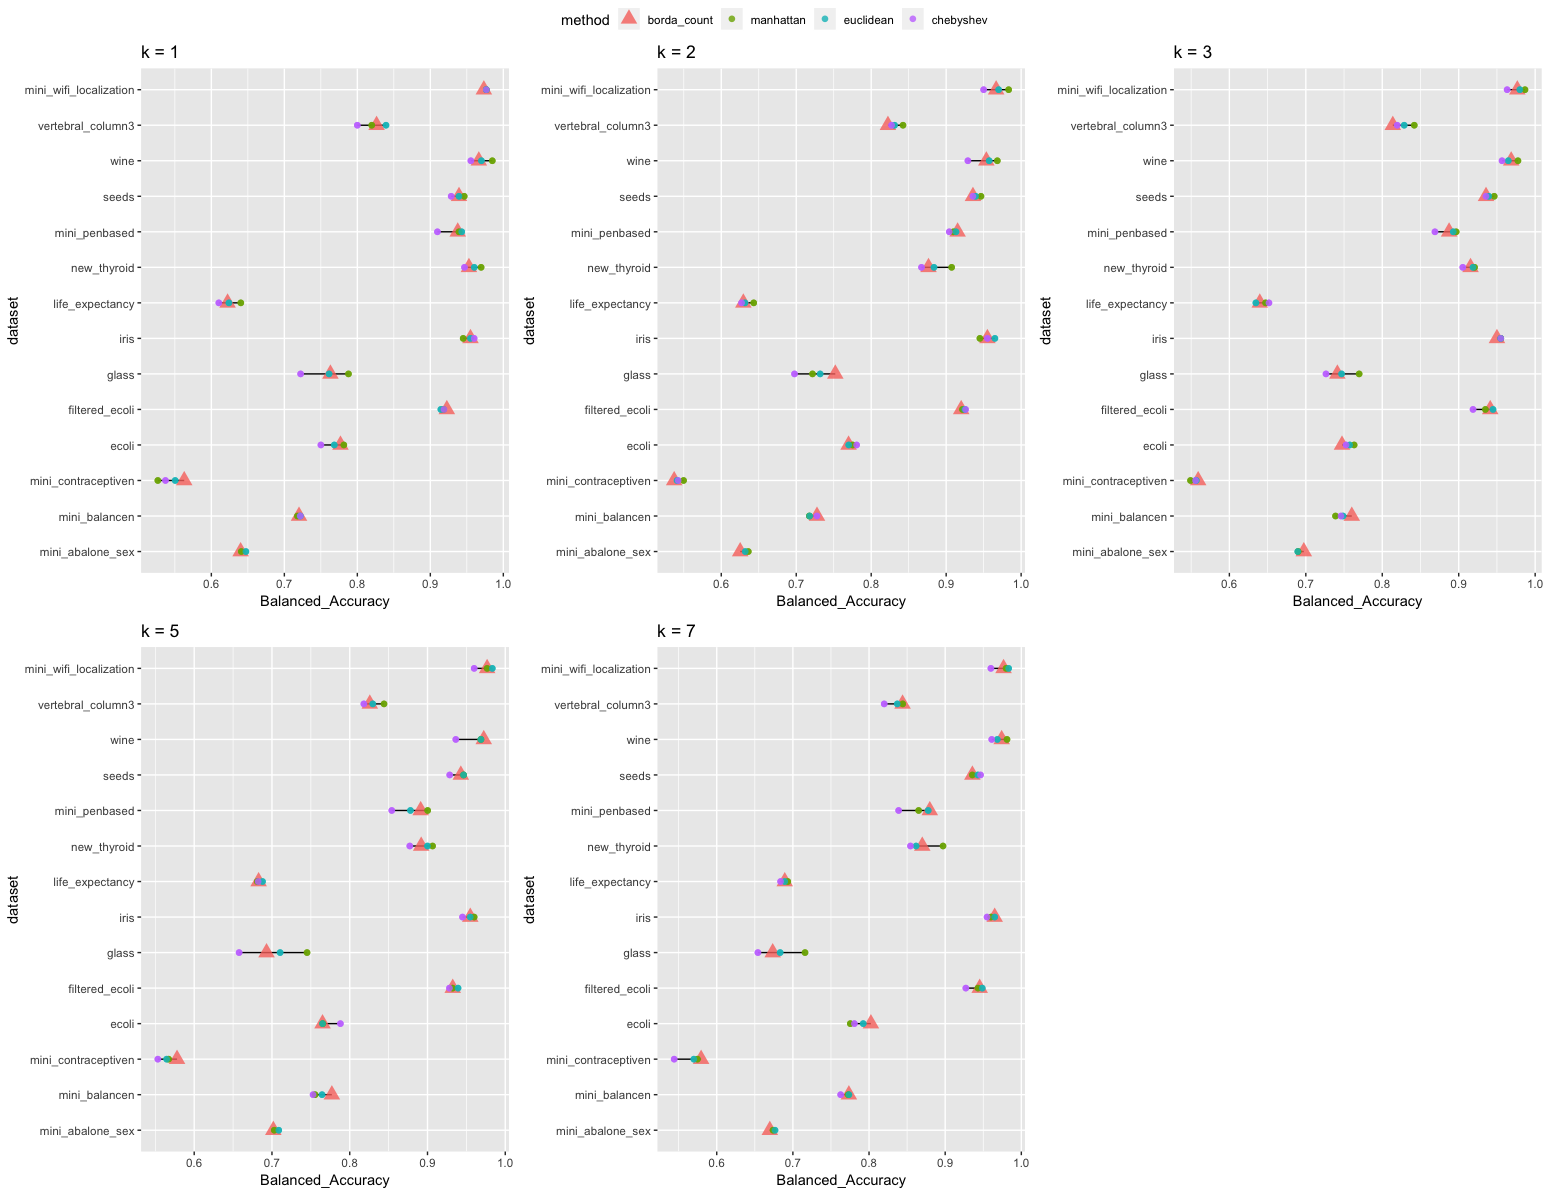 method borda_count manhattan euclidean chebyshev
k = 1
dataset
mini_wifi_localization
vertebral_column3
wine
seeds
mini_penbased
new_thyroid
life_expectancy
iris
glass
filtered_ecoli
ecoli
mini_contraceptiven
mini_balancen
mini_abalone_sex
0.6 0.7 0.8 0.9 1.0
Balanced_Accuracy
k = 2
dataset
mini_wifi_localization
vertebral_column3
wine
seeds
mini_penbased
new_thyroid
life_expectancy
iris
glass
filtered_ecoli
ecoli
mini_contraceptiven
mini_balancen
mini_abalone_sex
0.6 0.7 0.8 0.9 1.0
Balanced_Accuracy
k = 3
dataset
mini_wifi_localization
vertebral_column3
wine
seeds
mini_penbased
new_thyroid
life_expectancy
iris
glass
filtered_ecoli
ecoli
mini_contraceptiven
mini_balancen
mini_abalone_sex
0.6 0.7 0.8 0.9 1.0
Balanced_Accuracy
k = 5
dataset
mini_wifi_localization
vertebral_column3
wine
seeds
mini_penbased
new_thyroid
life_expectancy
iris
glass
filtered_ecoli
ecoli
mini_contraceptiven
mini_balancen
mini_abalone_sex
0.6 0.7 0.8 0.9 1.0
Balanced_Accuracy
k = 7
dataset
mini_wifi_localization
vertebral_column3
wine
seeds
mini_penbased
new_thyroid
life_expectancy
iris
glass
filtered_ecoli
ecoli
mini_contraceptiven
mini_balancen
mini_abalone_sex
0.6 0.7 0.8 0.9 1.0
Balanced_Accuracy